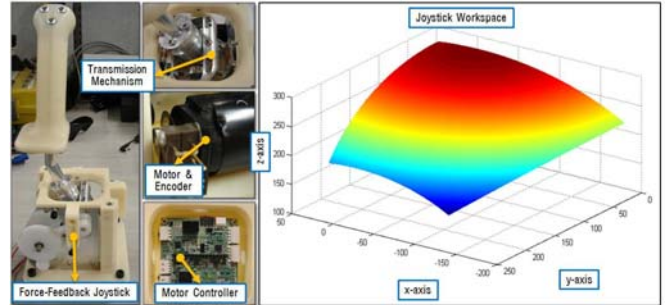 Joystick Workspace
Transmission
Mechanism
Motor &
Encoder
Force-Feedback Joystick
Motor Controller
z-axis
300
250
200
150
100
50
0
-50
-100
-150
-200
x-axis
250
200
150
100
50
0
y-axis